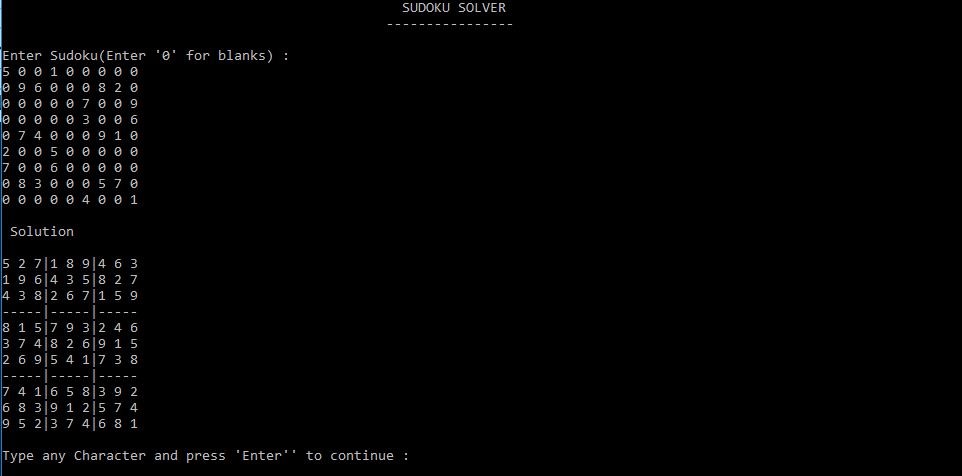 SUDOKU SOLVER
----------------
Enter Sudoku(Enter '0' for blanks) :
5 0 0 1 0 0 0 0 0
0 9 6 0 0 0 8 2 0
0 0 0 0 0 7 0 0 9
0 0 0 0 0 3 0 0 6
0 7 4 0 0 0 9 1 0
2 0 0 5 0 0 0 0 0
7 0 0 6 0 0 0 0 0
0 8 3 0 0 0 5 7 0
0 0 0 0 0 4 0 0 1
Solution
5 2 7|1 8 9|4 6 3
1 9 6|4 3 5|8 2 7
4 3 8|2 6 7|1 5 9
-----|-----|-----
8 1 5|7 9 3|2 4 6
3 7 4|8 2 6|9 1 5
2 6 9|5 4 1|7 3 8
-----|-----|-----
7 4 1|6 5 8|3 9 2
6 8 3|9 1 2|5 7 4
9 5 2|3 7 4|6 8 1
Type any Character and press 'Enter'' to continue :